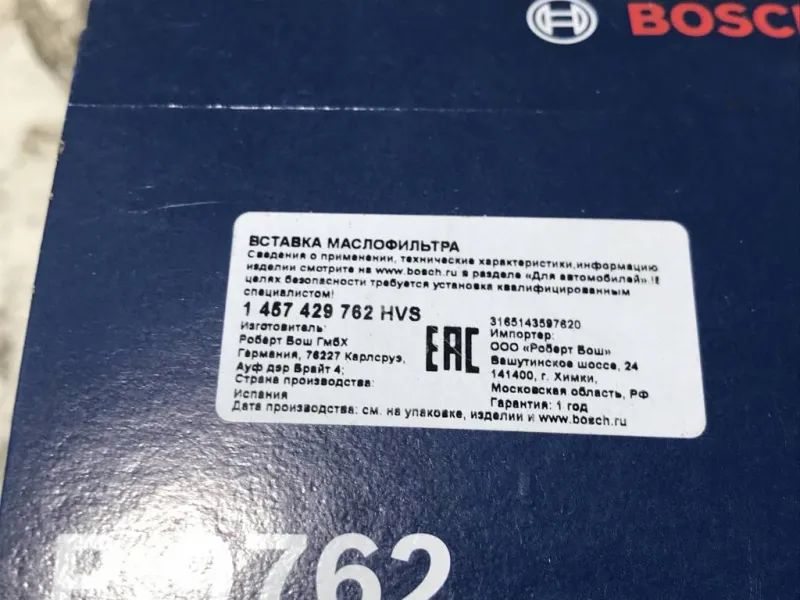 BOSCH
ВСТАВКА МАСЛОФИЛЬТРА
Сведения о применении, технические характеристики,информацию
изделии смотрите на www.bosch.ru в разделе «Для автомобилей».!В
целях безопасности требуется установка квалифицированным
специалистом!
1 457 429 762 HVS
Изготовитель:
Роберт Бош ГмбХ
Германия, 76227 Карлсруэ,
Ауф дэр Брайт 4;
Страна производства:
Испания
Дата производства: см. на упаковке, изделии и www.bosch.ru
EAC
3165143597620
Импортер:
ООО «Роберт Бош»
Вашутинское шоссе, 24
141400, г. Химки,
Московская область, РФ
Гарантия: 1 год
9762